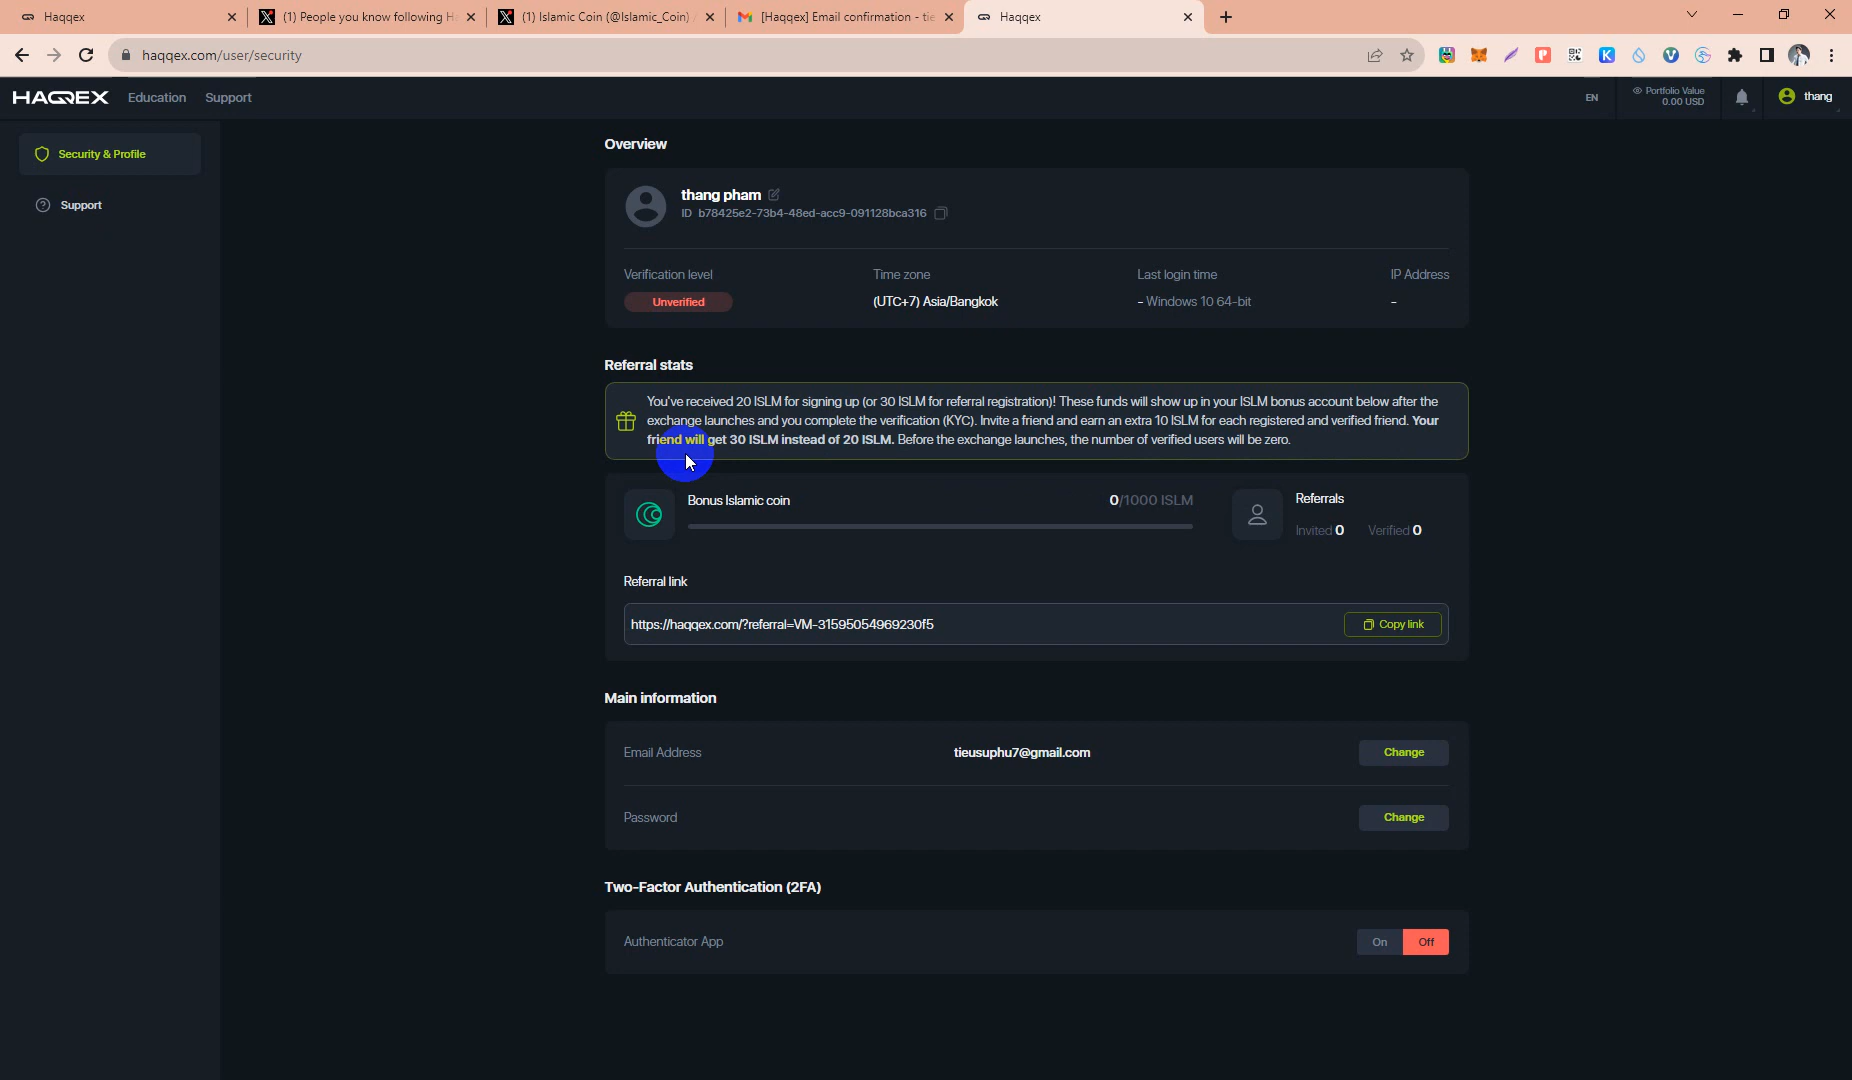 Haqqex
(1) People you know following H
(1) Islamic Coin (@Islamic_Coin) /
[Haqqex] Email confirmation - tie
Haqqex
haqqex.com/user/security
HAQQEX
Education
Support
EN
Portfolio Value
0.00 USD
thang
Security & Profile
Support
Overview
thang pham
ID b78425e2-73b4-48ed-acc9-091128bca316
Verification level
Time zone
Last login time
IP Address
Unverified
(UTC+7) Asia/Bangkok
- Windows 10 64-bit
-
Referral stats
You've received 20 ISLM for signing up (or 30 ISLM for referral registration)! These funds will show up in your ISLM bonus account below after the
exchange launches and you complete the verification (KYC). Invite a friend and earn an extra 10 ISLM for each registered and verified friend. Your
friend will get 30 ISLM instead of 20 ISLM. Before the exchange launches, the number of verified users will be zero.
Bonus Islamic coin
0/1000 ISLM
Referrals
Invited 0 Verified 0
Referral link
https://haqqex.com/?referral=VM-31595054969230f5
Copy link
Main information
Email Address
tieusuphu7@gmail.com
Change
Password
Change
Two-Factor Authentication (2FA)
Authenticator App
On
Off